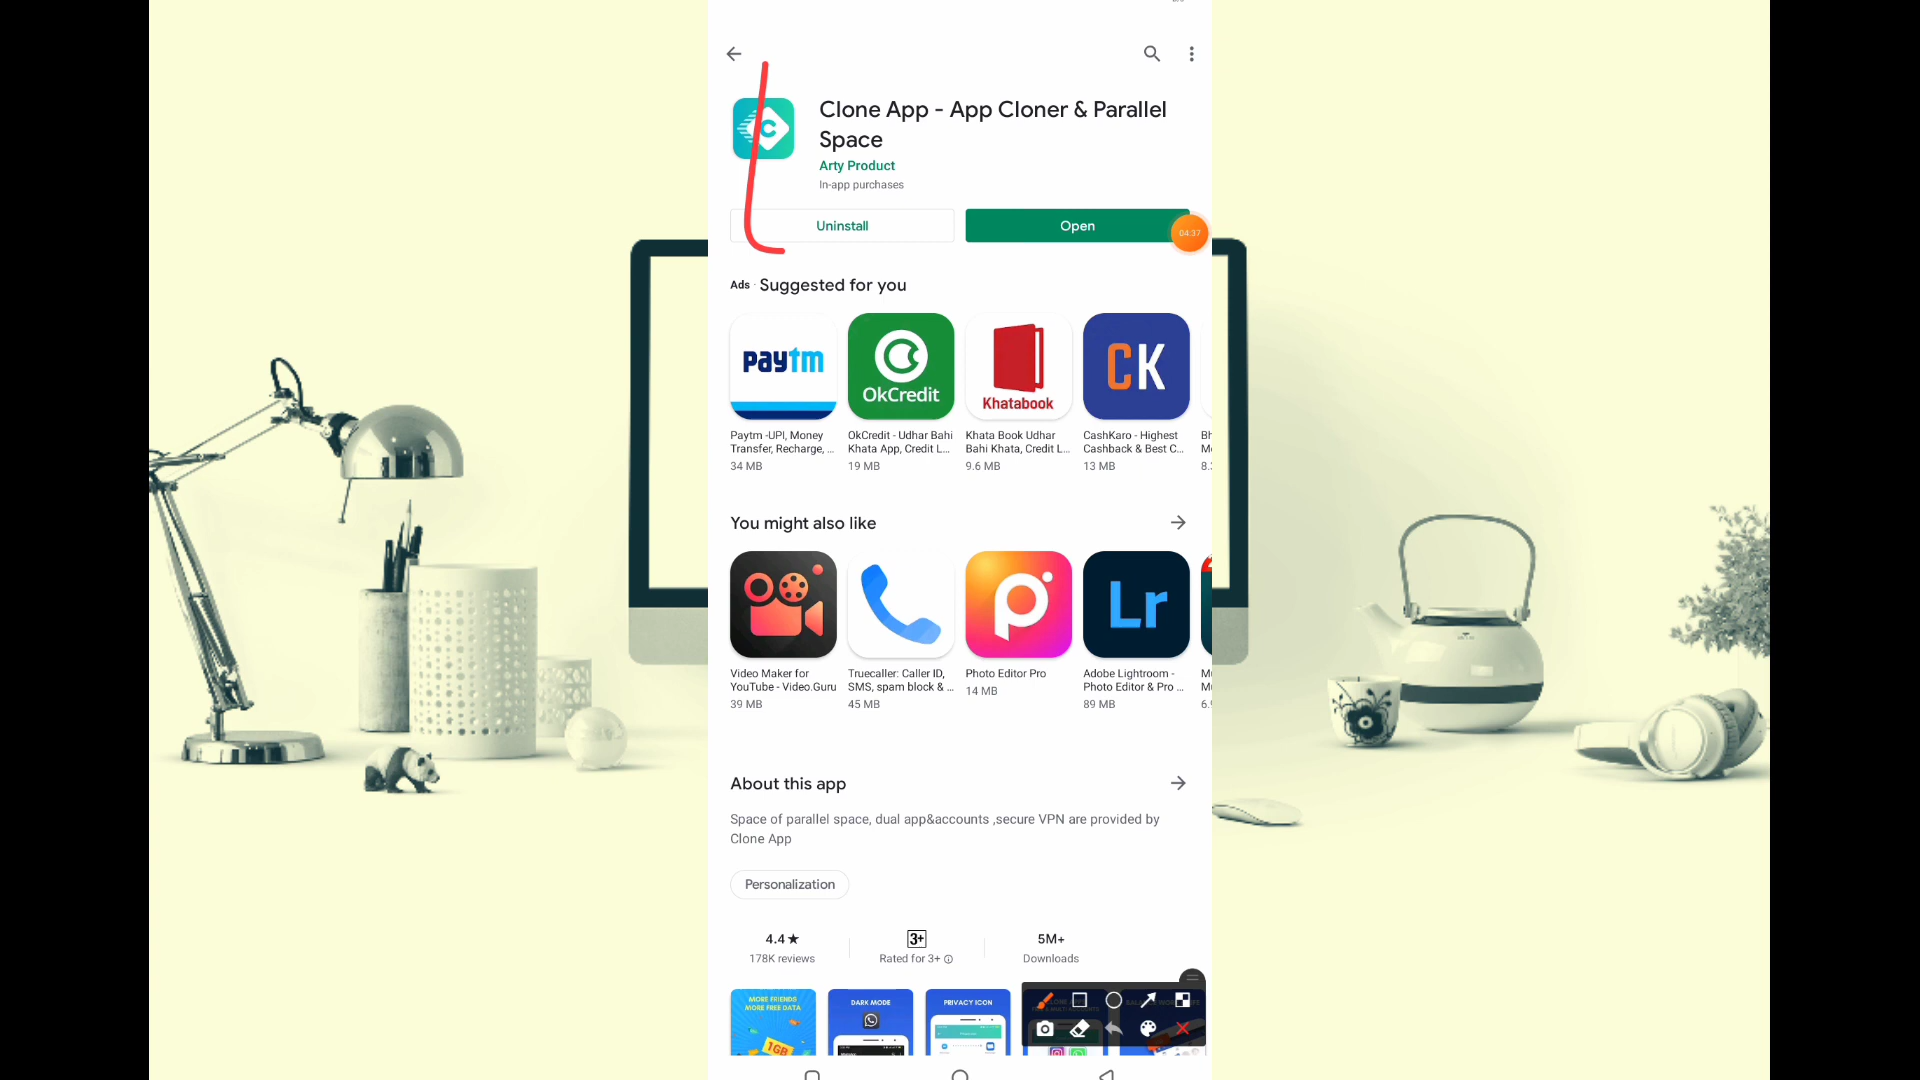 Clone App - App Cloner & Parallel
Space
Arty Product
In-app purchases
Uninstall
Open
04:37
Ads · Suggested for you
paytm
OkCredit
Khatabook
CK
Paytm -UPI, Money
Transfer, Recharge, ...
34 MB
OkCredit - Udhar Bahi
Khata App, Credit L...
19 MB
Khata Book Udhar
Bahi Khata, Credit L...
9.6 MB
CashKaro - Highest
Cashback & Best C...
13 MB
You might also like
Lr
Video Maker for
YouTube - Video.Guru
39 MB
Truecaller: Caller ID,
SMS, spam block & ...
45 MB
Photo Editor Pro
14 MB
Adobe Lightroom -
Photo Editor & Pro ...
89 MB
About this app
Space of parallel space, dual app&accounts ,secure VPN are provided by
Clone App
Personalization
4.4★
178K reviews
3+
Rated for 3+
5M+
Downloads
MORE FRIENDS
MORE FREE DATA
1GB
DARK MODE
PRIVACY ICON